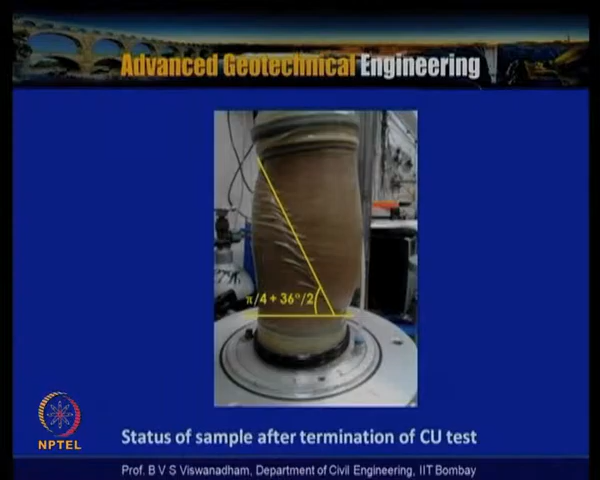 Advanced Geotechnical Engineering
π/4 + 36°/2
NPTEL
Status of sample after termination of CU test
Prof. B V S Viswanadham, Department of Civil Engineering, IIT Bombay